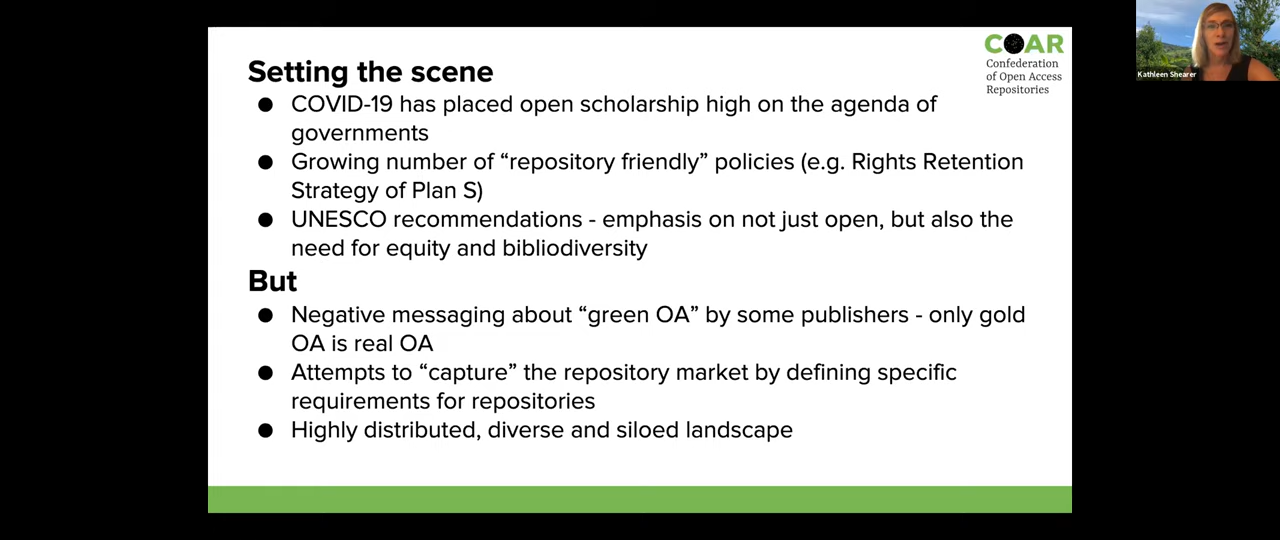 COAR
Confederation
of Open Access
Repositories
Setting the scene
● COVID-19 has placed open scholarship high on the agenda of
governments
● Growing number of “repository friendly” policies (e.g. Rights Retention
Strategy of Plan S)
● UNESCO recommendations - emphasis on not just open, but also the
need for equity and bibliodiversity
But
● Negative messaging about “green OA” by some publishers - only gold
OA is real OA
● Attempts to “capture” the repository market by defining specific
requirements for repositories
● Highly distributed, diverse and siloed landscape
Kathleen Shearer